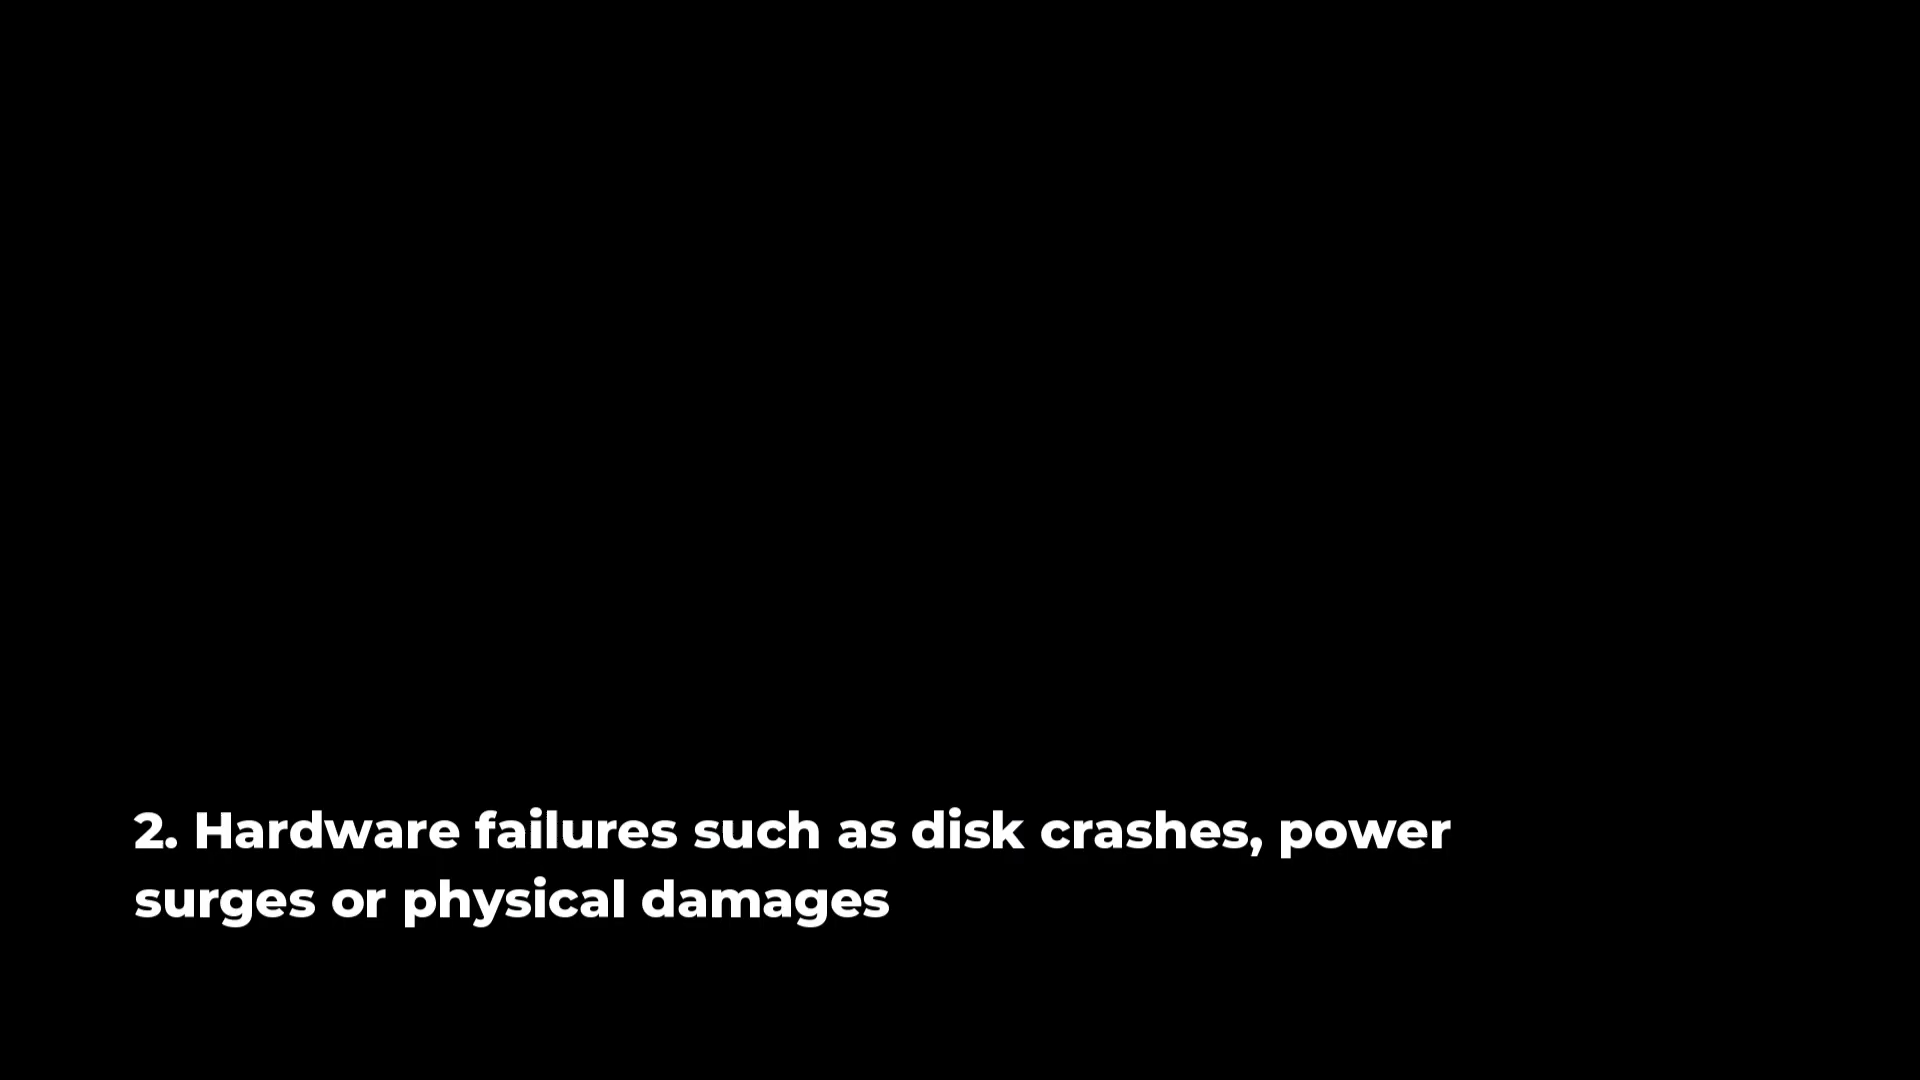 2. Hardware failures such as disk crashes, power
surges or physical damages